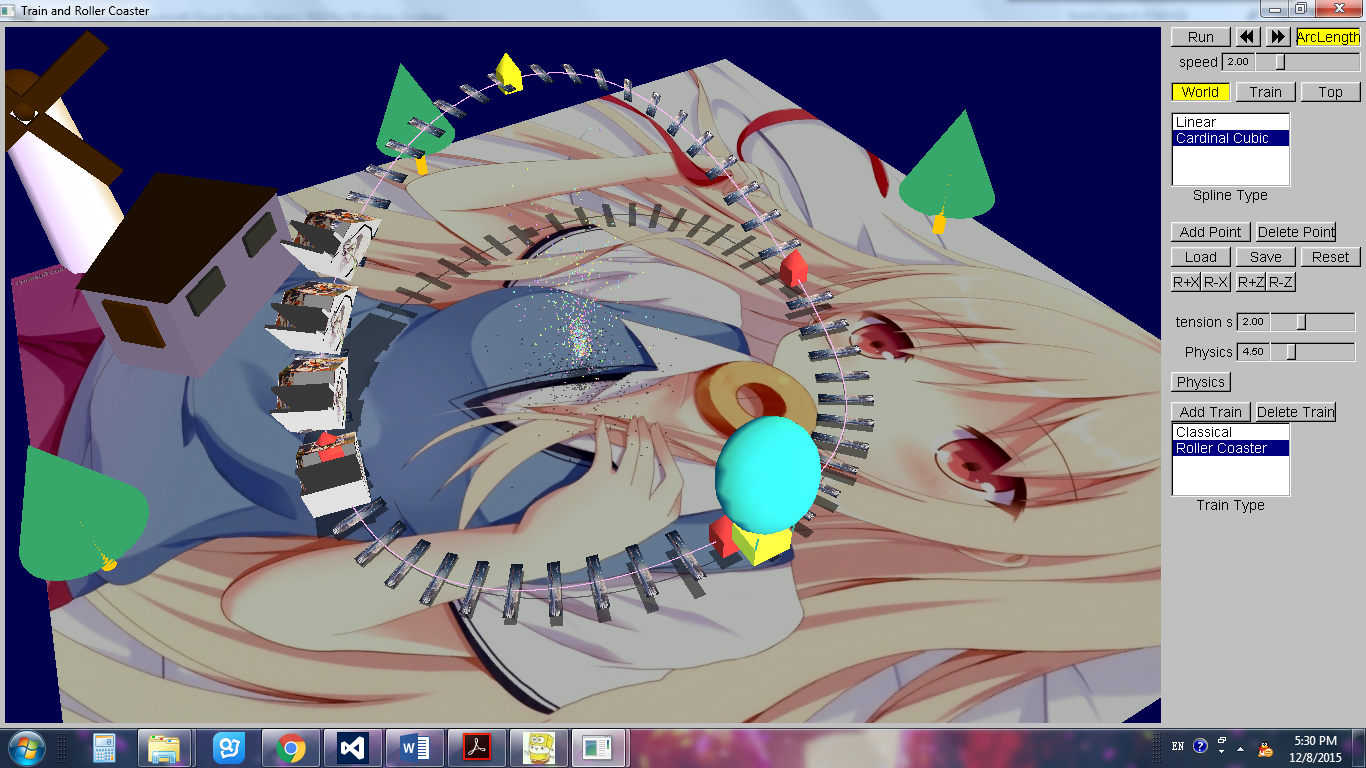 Train and Roller Coaster
Run
ArcLength
speed 2.00
World Train Top
Linear
Cardinal Cubic
Spline Type
Add Point Delete Point
Load Save Reset
R+X R-X R+Z R-Z
tension s 2.00
Physics 4.50
Physics
Add Train Delete Train
Classical
Roller Coaster
Train Type
EN
5:30 PM
12/8/2015